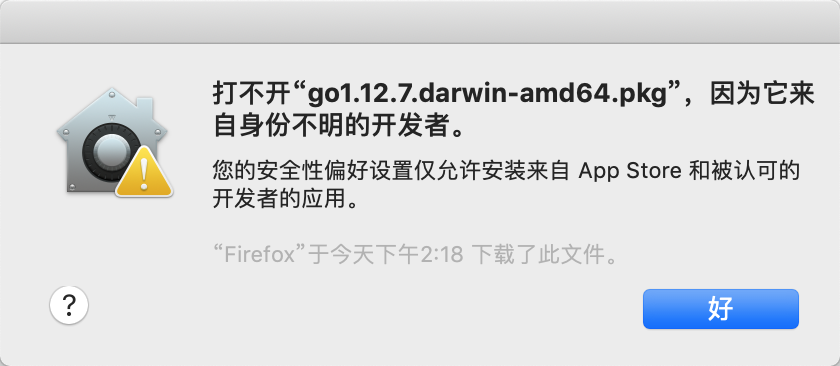 打不开“go1.12.7.darwin-amd64.pkg”，因为它来
自身份不明的开发者。
您的安全性偏好设置仅允许安装来自 App Store 和被认可的
开发者的应用。
“Firefox”于今天下午2:18 下载了此文件。
?
好